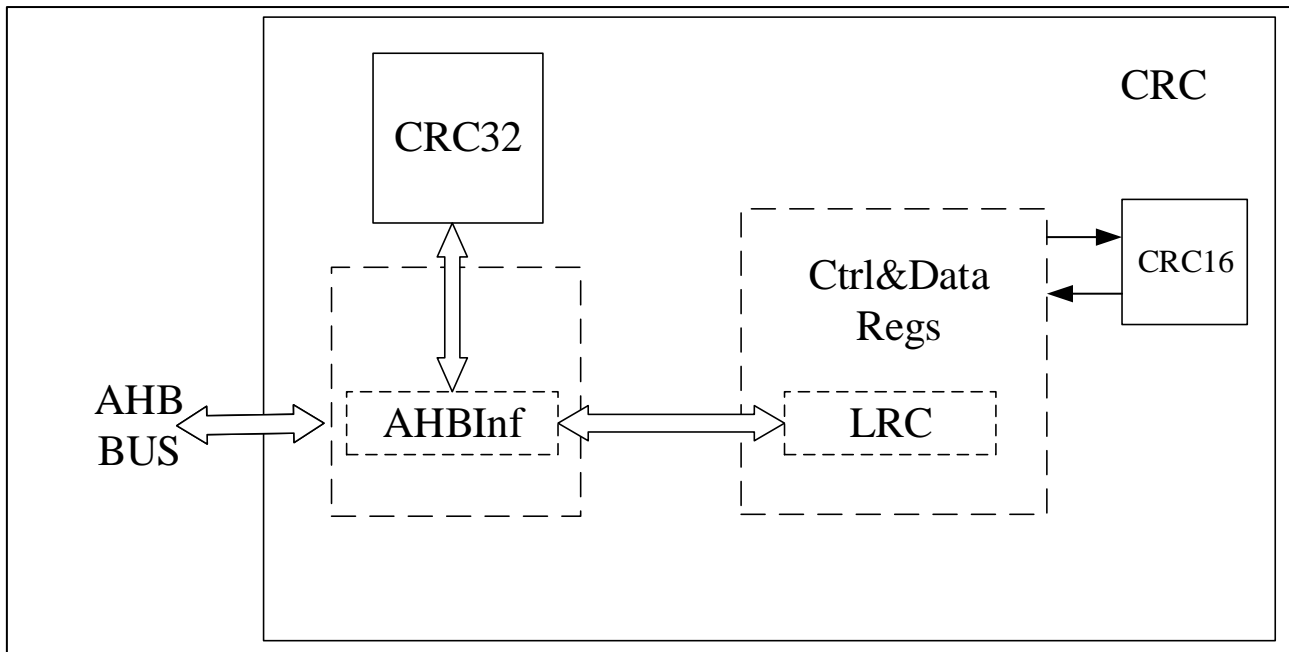 CRC
CRC32
Ctrl&Data
Regs
CRC16
AHB
BUS
AHBInf
LRC